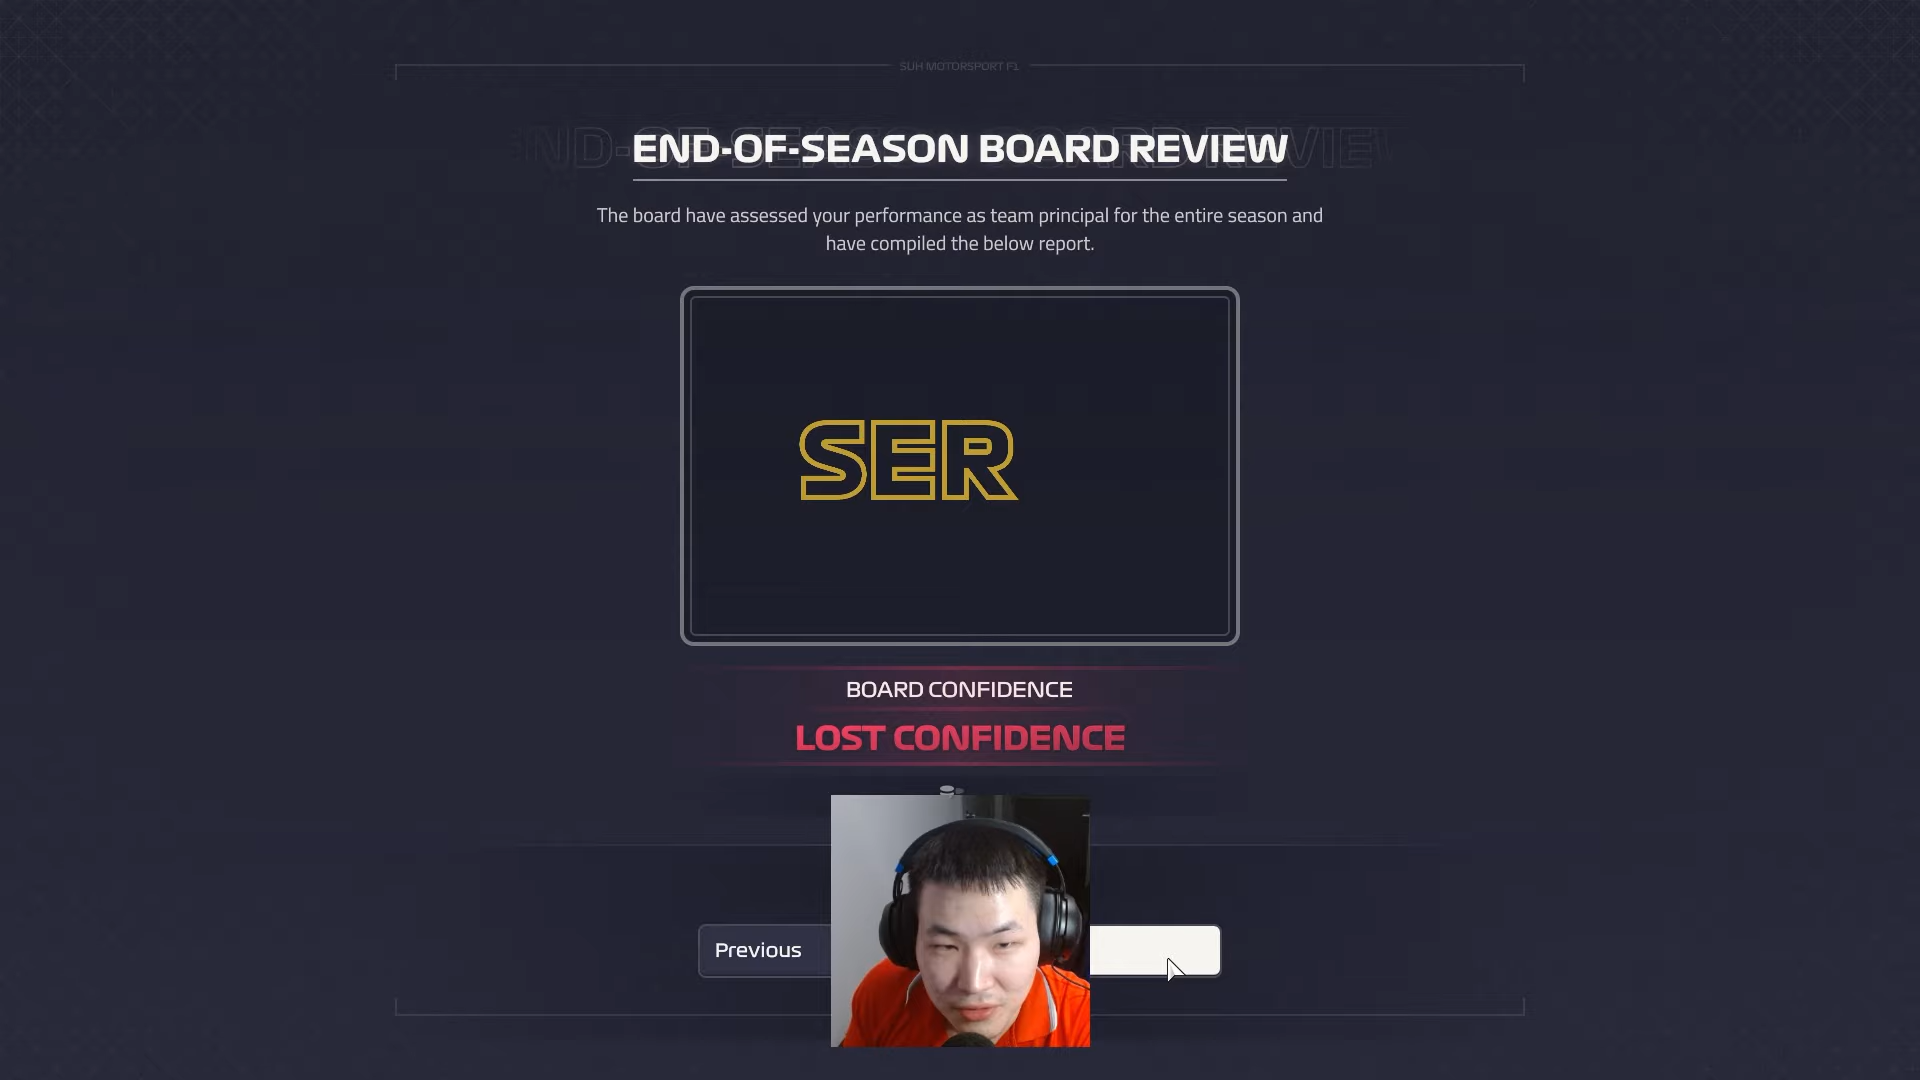 SUH MOTORSPORT F1
END-OF-SEASON BOARD REVIEW
The board have assessed your performance as team principal for the entire season and
have compiled the below report.
SER
BOARD CONFIDENCE
LOST CONFIDENCE
Previous